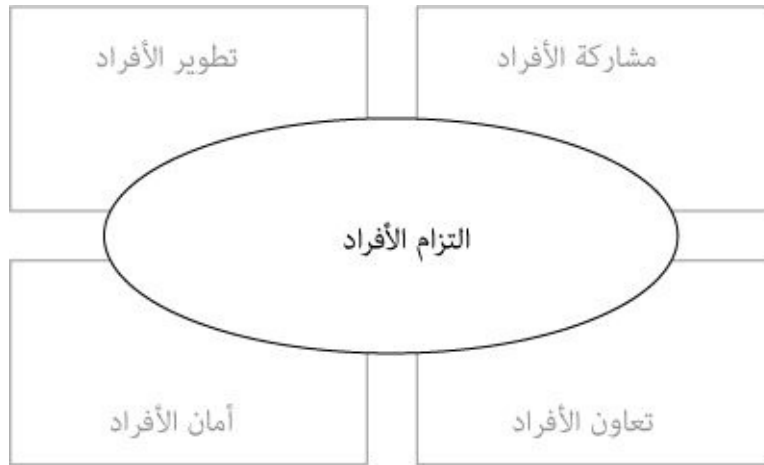 مشاركة الأفراد
تطوير الأفراد
التزام الأفراد
تعاون الأفراد
أمان الأفراد